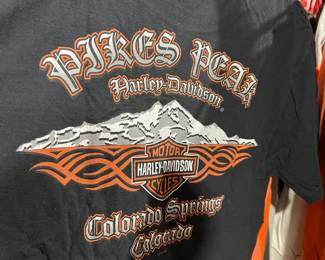 PIKES PEAK
Harley-Davidson®
MOTOR
HARLEY-DAVIDSON
CYCLES
Colorado Springs
Colorado